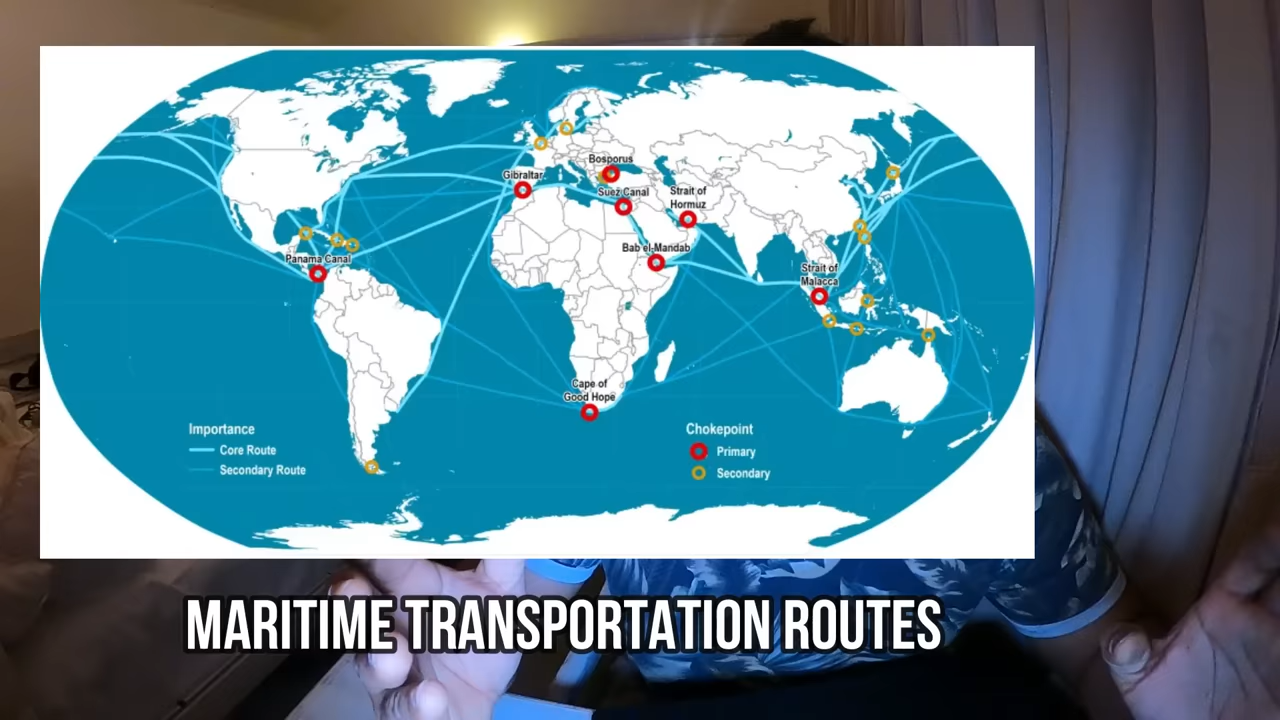 Bosporus
Gibraltar
Suez Canal
Strait of
Hormuz
Bab el-Mandab
Panama Canal
Strait of
Malacca
Cape of
Good Hope
Importance
Core Route
Secondary Route
Chokepoint
Primary
Secondary
MARITIME TRANSPORTATION ROUTES